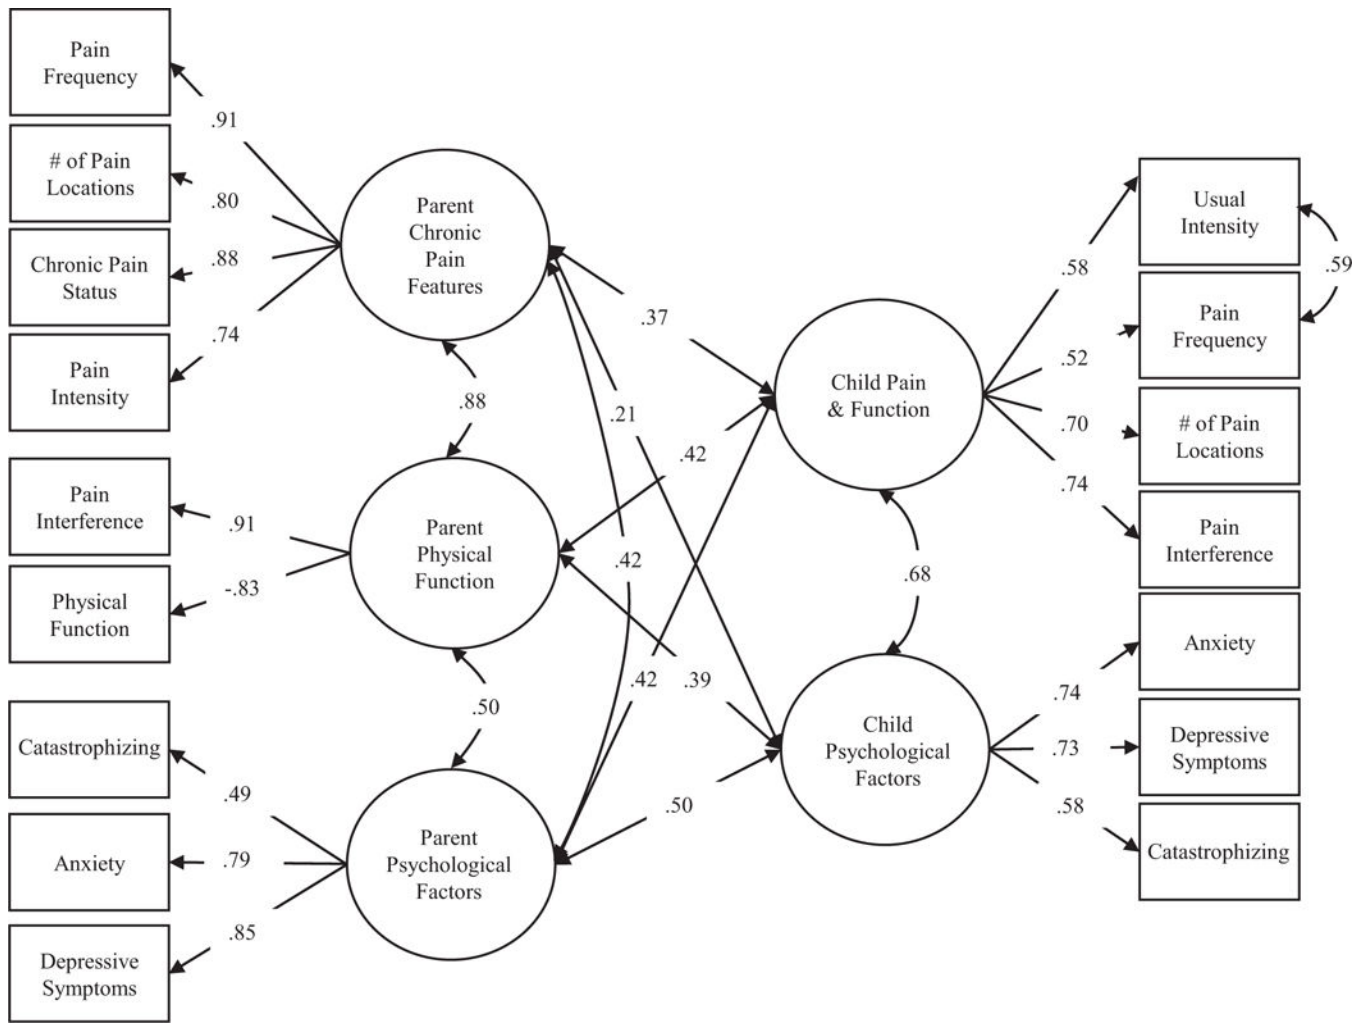 Pain
Frequency
.91
# of Pain
Locations
.80
Chronic Pain
Status
.88
Pain
Intensity
.74
Parent
Chronic
Pain
Features
.88
Pain
Interference
.91
Physical
Function
-.83
Parent
Physical
Function
.50
Catastrophizing
.49
Anxiety
.79
Depressive
Symptoms
.85
Parent
Psychological
Factors
.37
.21
.42
.42
.42
.39
.50
Child Pain
& Function
.68
Child
Psychological
Factors
.58
Usual
Intensity
.59
.52
Pain
Frequency
.70
# of Pain
Locations
.74
Pain
Interference
.74
Anxiety
.73
Depressive
Symptoms
.58
Catastrophizing